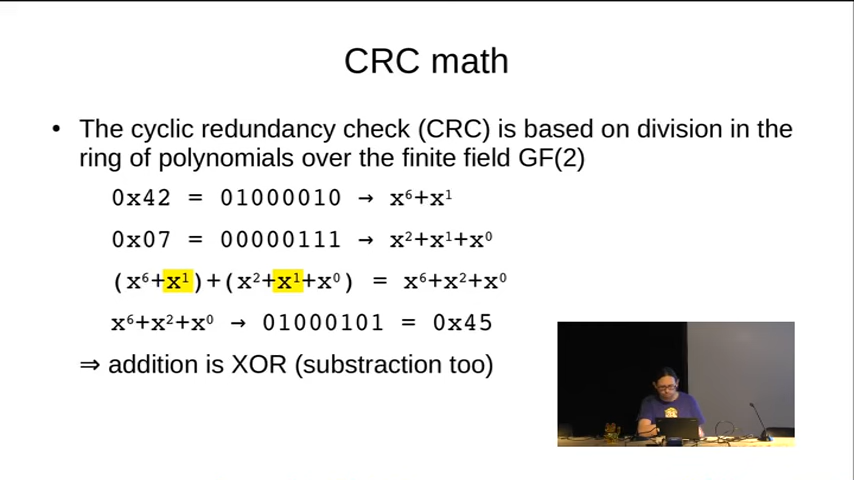 CRC math
• The cyclic redundancy check (CRC) is based on division in the
ring of polynomials over the finite field GF(2)
0x42 = 01000010 → x⁶+x¹
0x07 = 00000111 → x²+x¹+x⁰
(x⁶+x¹)+(x²+x¹+x⁰) = x⁶+x²+x⁰
x⁶+x²+x⁰ → 01000101 = 0x45
⇒ addition is XOR (substraction too)